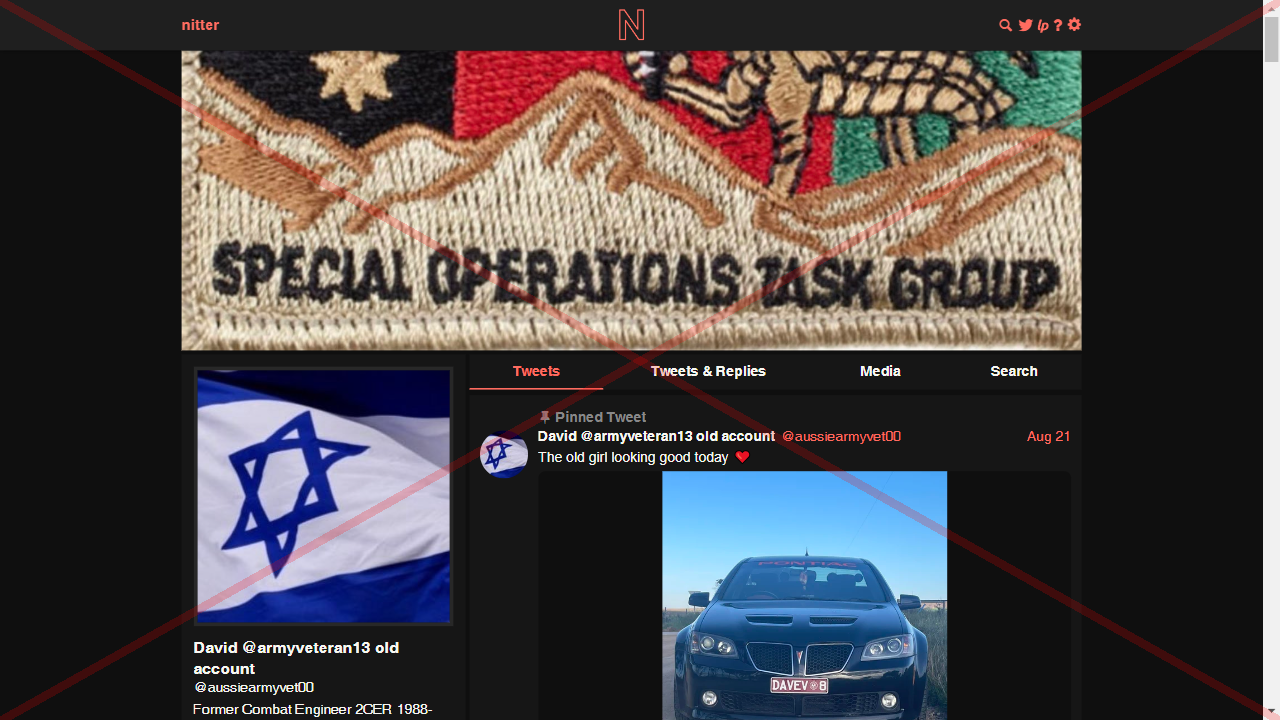 nitter
N
lp ?
SPECIAL OPERATIONS TASK GROUP
Tweets
Tweets & Replies
Media
Search
Pinned Tweet
David @armyveteran13 old account @aussiearmyvet00 Aug 21
The old girl looking good today ❤
PONTIAC
DAVEV 8
David @armyveteran13 old
account
@aussiearmyvet00
Former Combat Engineer 2CER 1988-